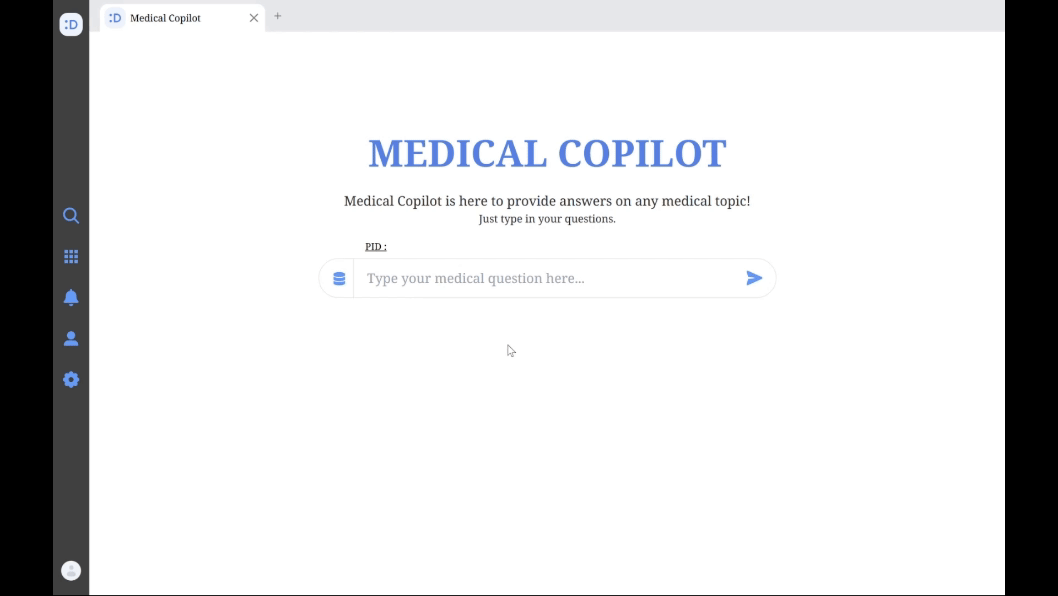 :D
:D Medical Copilot
MEDICAL COPILOT
Medical Copilot is here to provide answers on any medical topic!
Just type in your questions.
PID :
Type your medical question here...